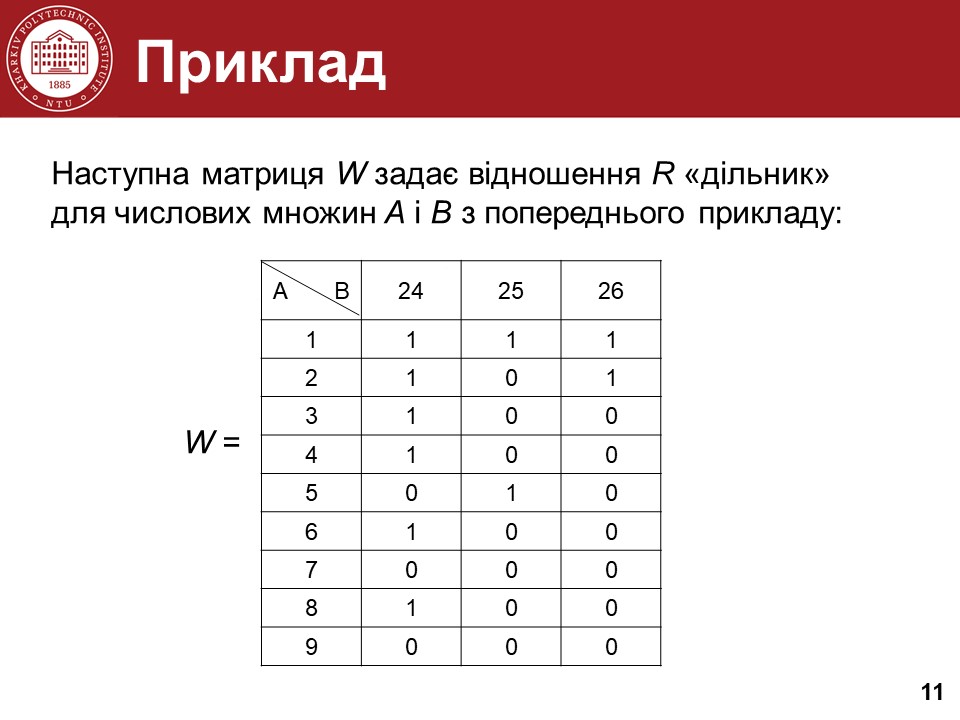 KHARKIV POLYTECHNIC INSTITUTE
1885
NTU
Приклад
Наступна матриця W задає відношення R «дільник»
для числових множин A і B з попереднього прикладу:
W =
A B 24 25 26
1 1 1 1
2 1 0 1
3 1 0 0
4 1 0 0
5 0 1 0
6 1 0 0
7 0 0 0
8 1 0 0
9 0 0 0
11